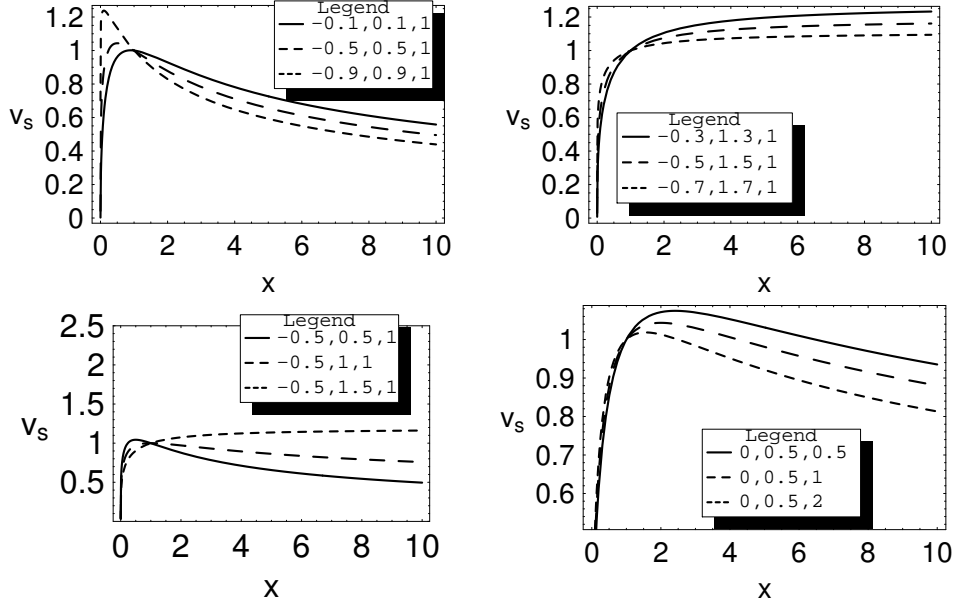 1.2
1
0.8
0.6
0.4
0.2
0
v_s
Legend
-0.1,0.1,1
-0.5,0.5,1
-0.9,0.9,1
0 2 4 6 8 10
x
1.2
1
0.8
0.6
0.4
0.2
0
v_s
Legend
-0.3,1.3,1
-0.5,1.5,1
-0.7,1.7,1
0 2 4 6 8 10
x
2.5
2
1.5
1
0.5
v_s
Legend
-0.5,0.5,1
-0.5,1,1
-0.5,1.5,1
0 2 4 6 8 10
x
1
0.9
0.8
0.7
0.6
v_s
Legend
0,0.5,0.5
0,0.5,1
0,0.5,2
0 2 4 6 8 10
x